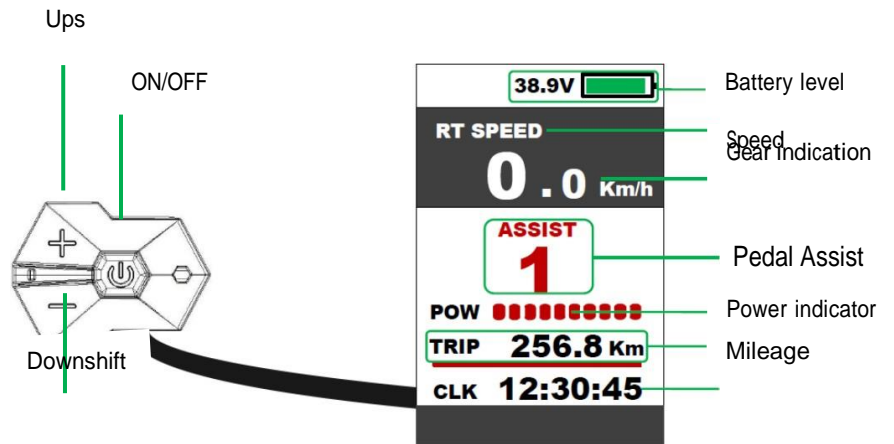 Ups
ON/OFF
Downshift
38.9V
RT SPEED
0.0 Km/h
ASSIST
1
POW
TRIP 256.8 Km
CLK 12:30:45
Battery level
Speed
Gear indication
Pedal Assist
Power indicator
Mileage